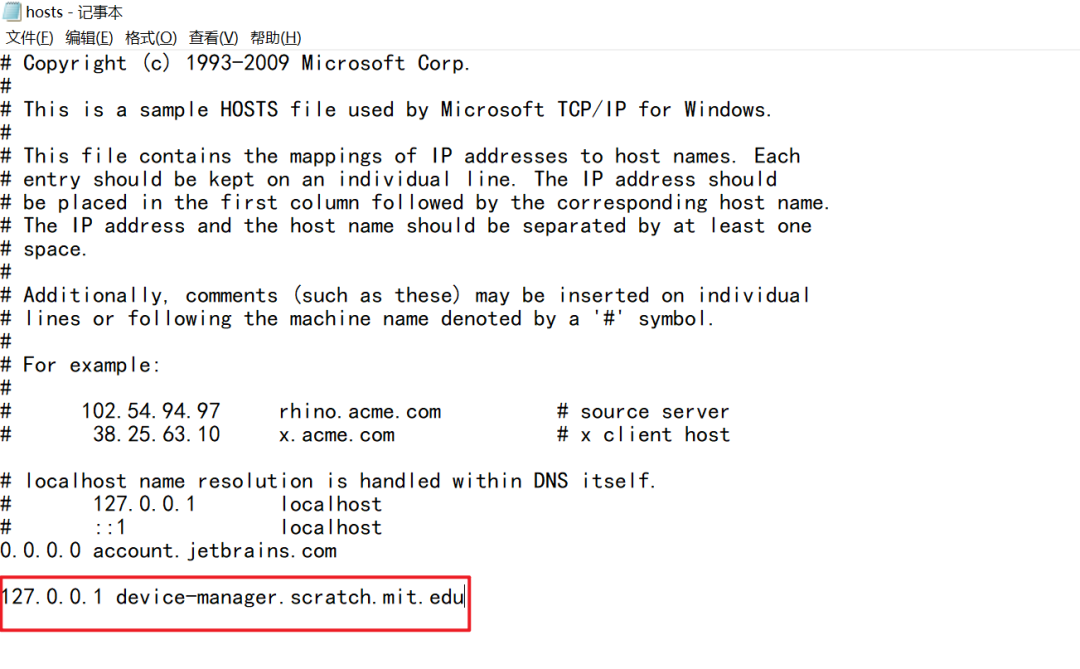 hosts - 记事本
文件(F) 编辑(E) 格式(O) 查看(V) 帮助(H)
# Copyright (c) 1993-2009 Microsoft Corp.
#
# This is a sample HOSTS file used by Microsoft TCP/IP for Windows.
#
# This file contains the mappings of IP addresses to host names. Each
# entry should be kept on an individual line. The IP address should
# be placed in the first column followed by the corresponding host name.
# The IP address and the host name should be separated by at least one
# space.
#
# Additionally, comments (such as these) may be inserted on individual
# lines or following the machine name denoted by a '#' symbol.
#
# For example:
#
#      102.54.94.97     rhino.acme.com          # source server
#       38.25.63.10     x.acme.com              # x client host

# localhost name resolution is handled within DNS itself.
#       127.0.0.1       localhost
#       ::1             localhost
0.0.0.0 account.jetbrains.com

127.0.0.1 device-manager.scratch.mit.edu